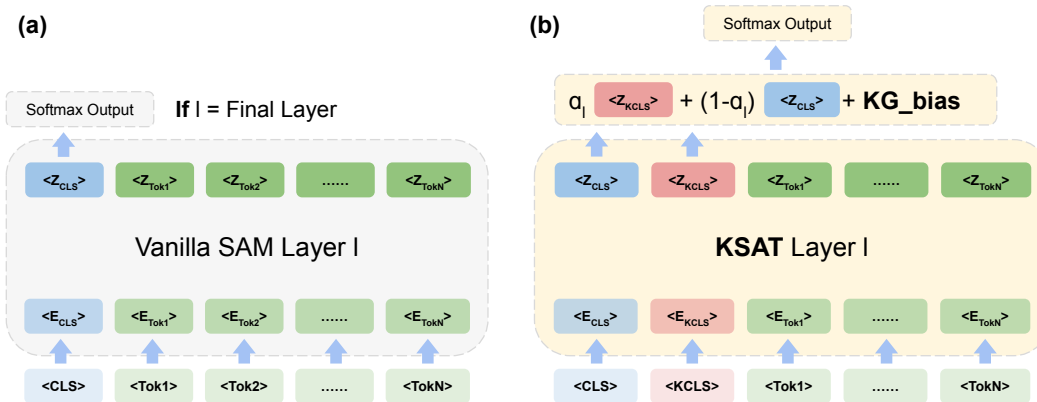 (a)
Softmax Output
If l = Final Layer
<Z_CLS> <Z_Tok1> <Z_Tok2> ...... <Z_TokN>
Vanilla SAM Layer l
<E_CLS> <E_Tok1> <E_Tok2> ...... <E_TokN>
<CLS> <Tok1> <Tok2> ...... <TokN>
(b)
Softmax Output
α_l <Z_KCLS> + (1-α_l) <Z_CLS> + KG_bias
<Z_CLS> <Z_KCLS> <Z_Tok1> ...... <Z_TokN>
KSAT Layer l
<E_CLS> <E_KCLS> <E_Tok1> ...... <E_TokN>
<CLS> <KCLS> <Tok1> ...... <TokN>